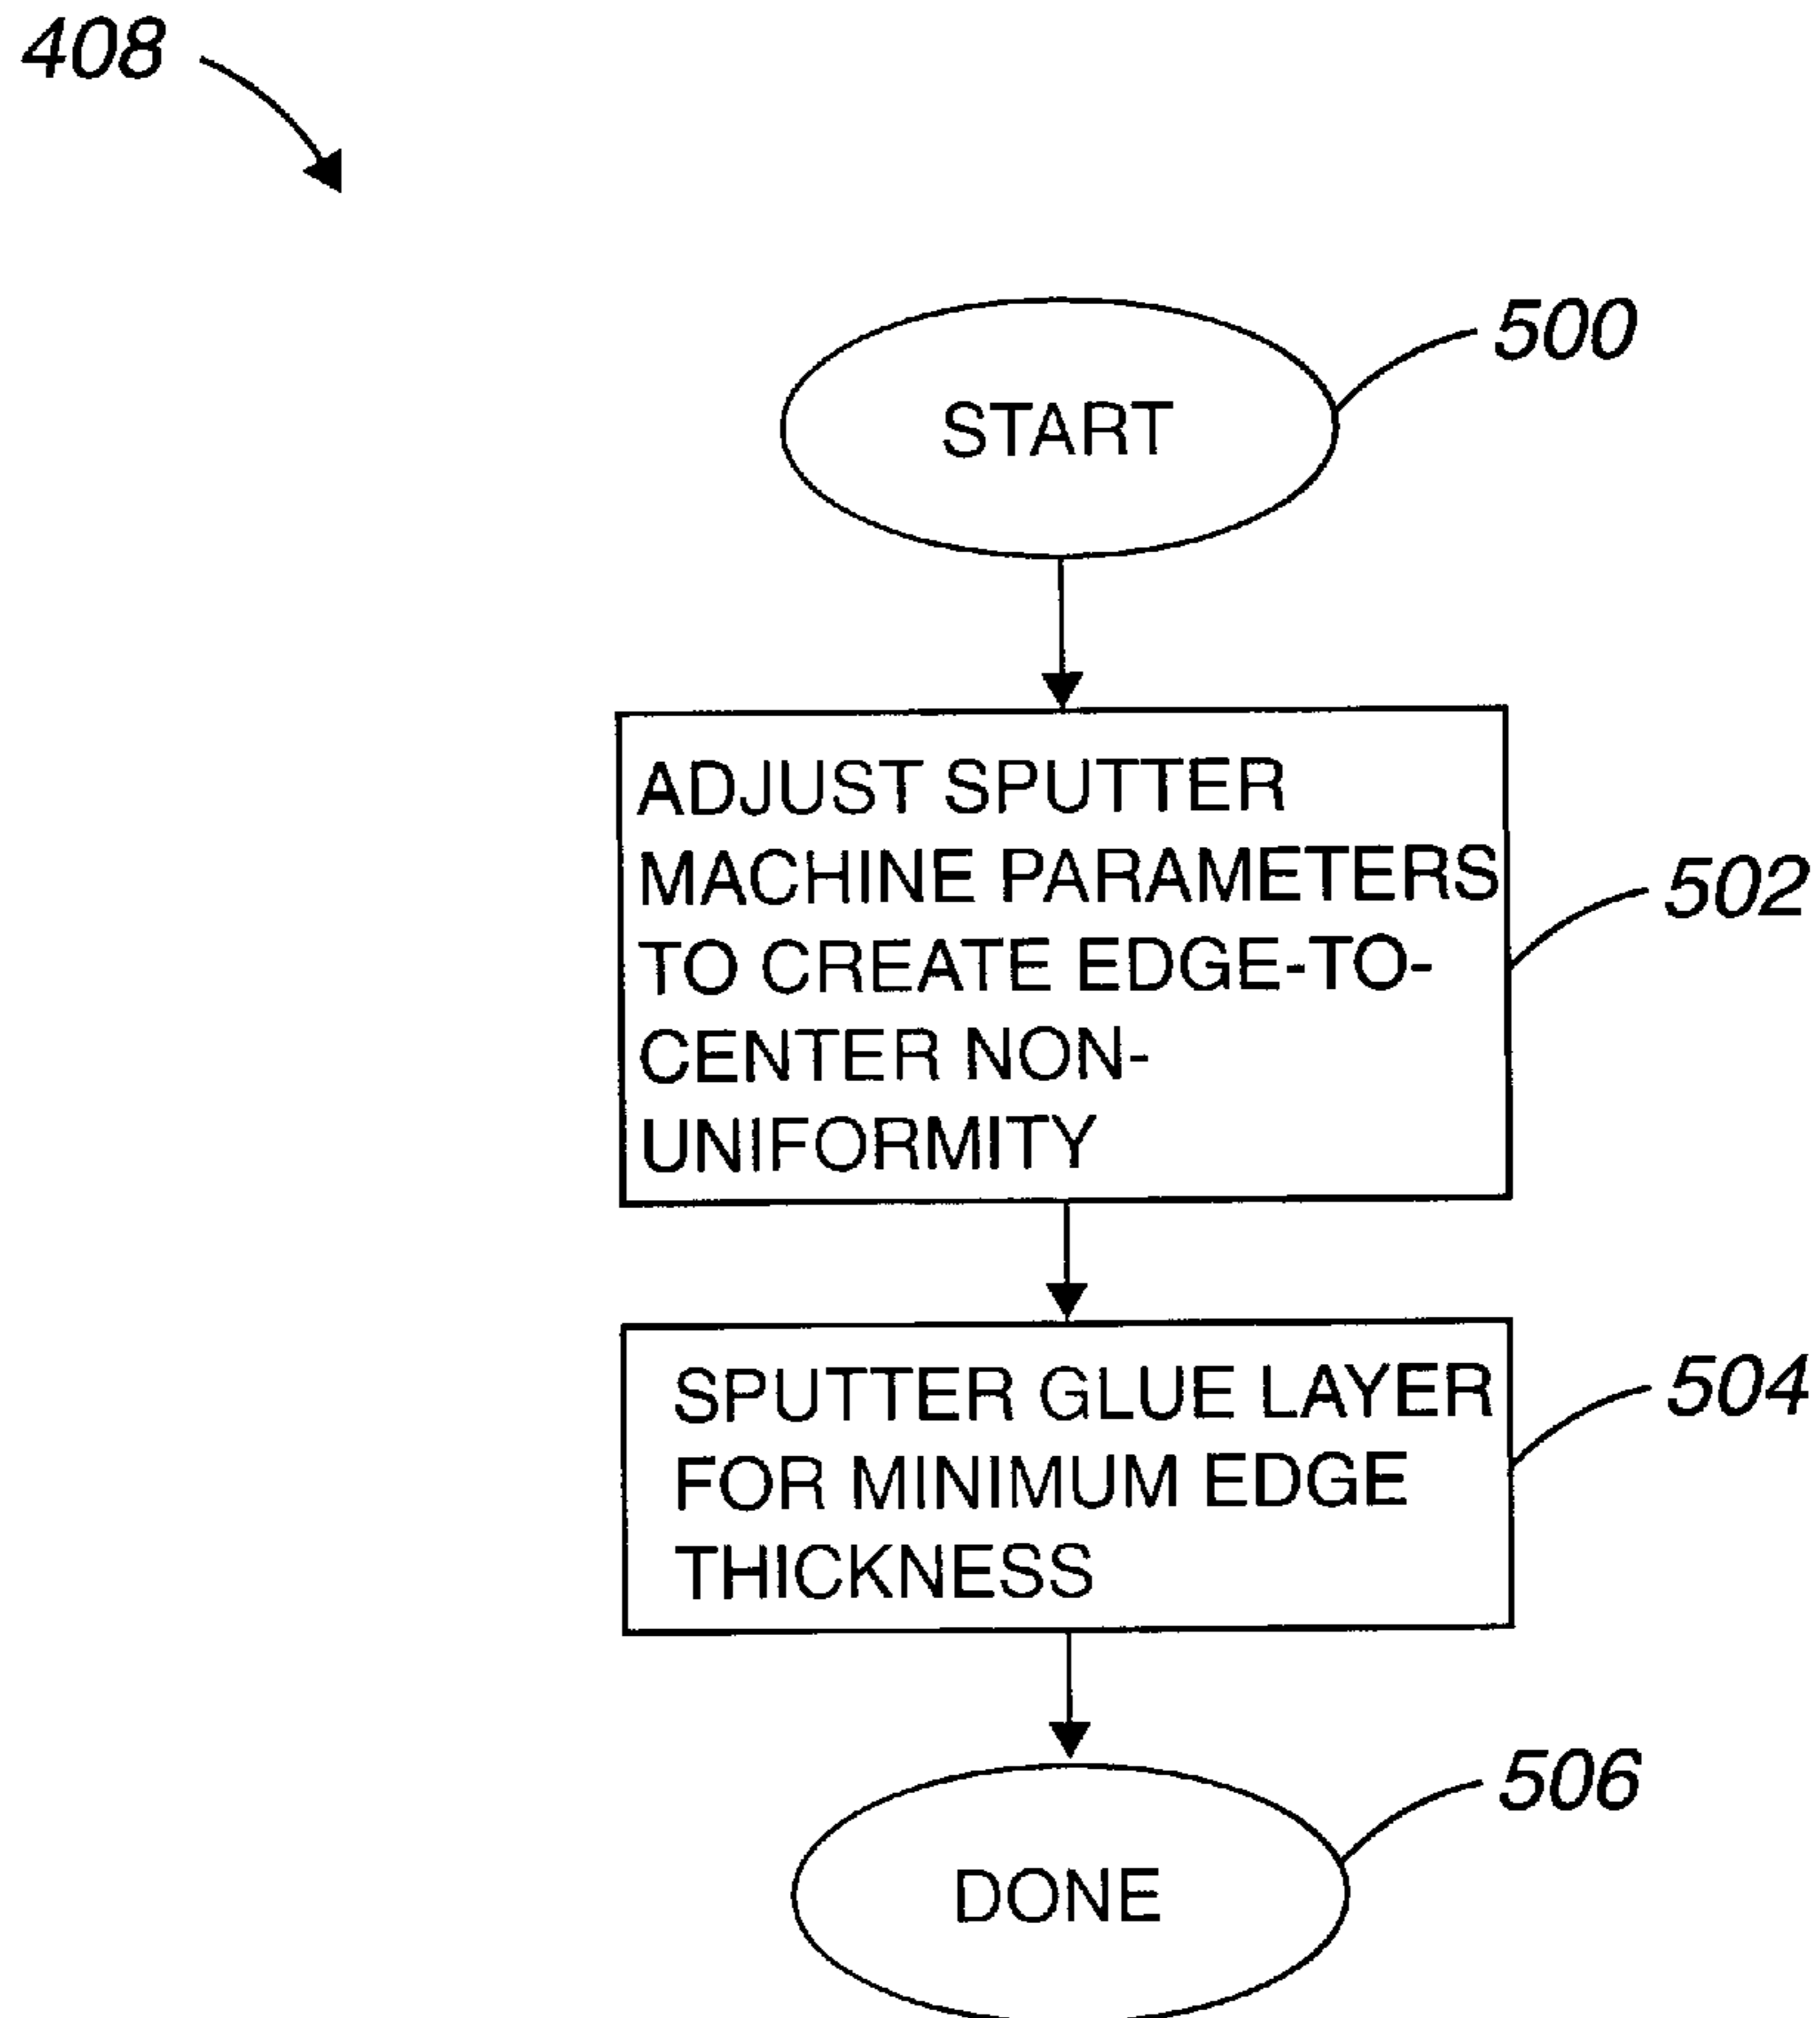 408
500
START
ADJUST SPUTTER
MACHINE PARAMETERS
TO CREATE EDGE-TO-
CENTER NON-
UNIFORMITY
502
SPUTTER GLUE LAYER
FOR MINIMUM EDGE
THICKNESS
504
506
DONE